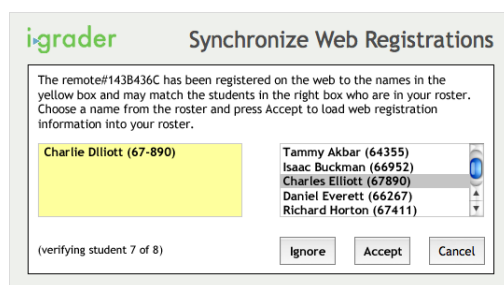 i▸grader
Synchronize Web Registrations
The remote#143B436C has been registered on the web to the names in the
yellow box and may match the students in the right box who are in your roster.
Choose a name from the roster and press Accept to load web registration
information into your roster.
Charlie Dlliott (67-890)
Tammy Akbar (64355)
Isaac Buckman (66952)
Charles Elliott (67890)
Daniel Everett (66267)
Richard Horton (67411)
(verifying student 7 of 8)
Ignore
Accept
Cancel